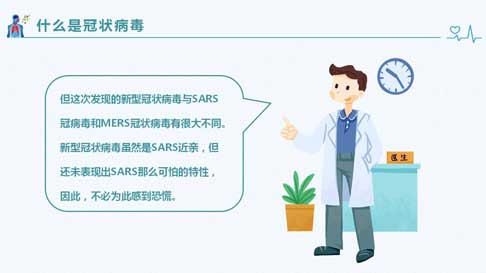 什么是冠状病毒
但这次发现的新型冠状病毒与SARS
冠病毒和MERS冠状病毒有很大不同。
新型冠状病毒虽然是SARS近亲，但
还未表现出SARS那么可怕的特性，
因此，不必为此感到恐慌。
医生